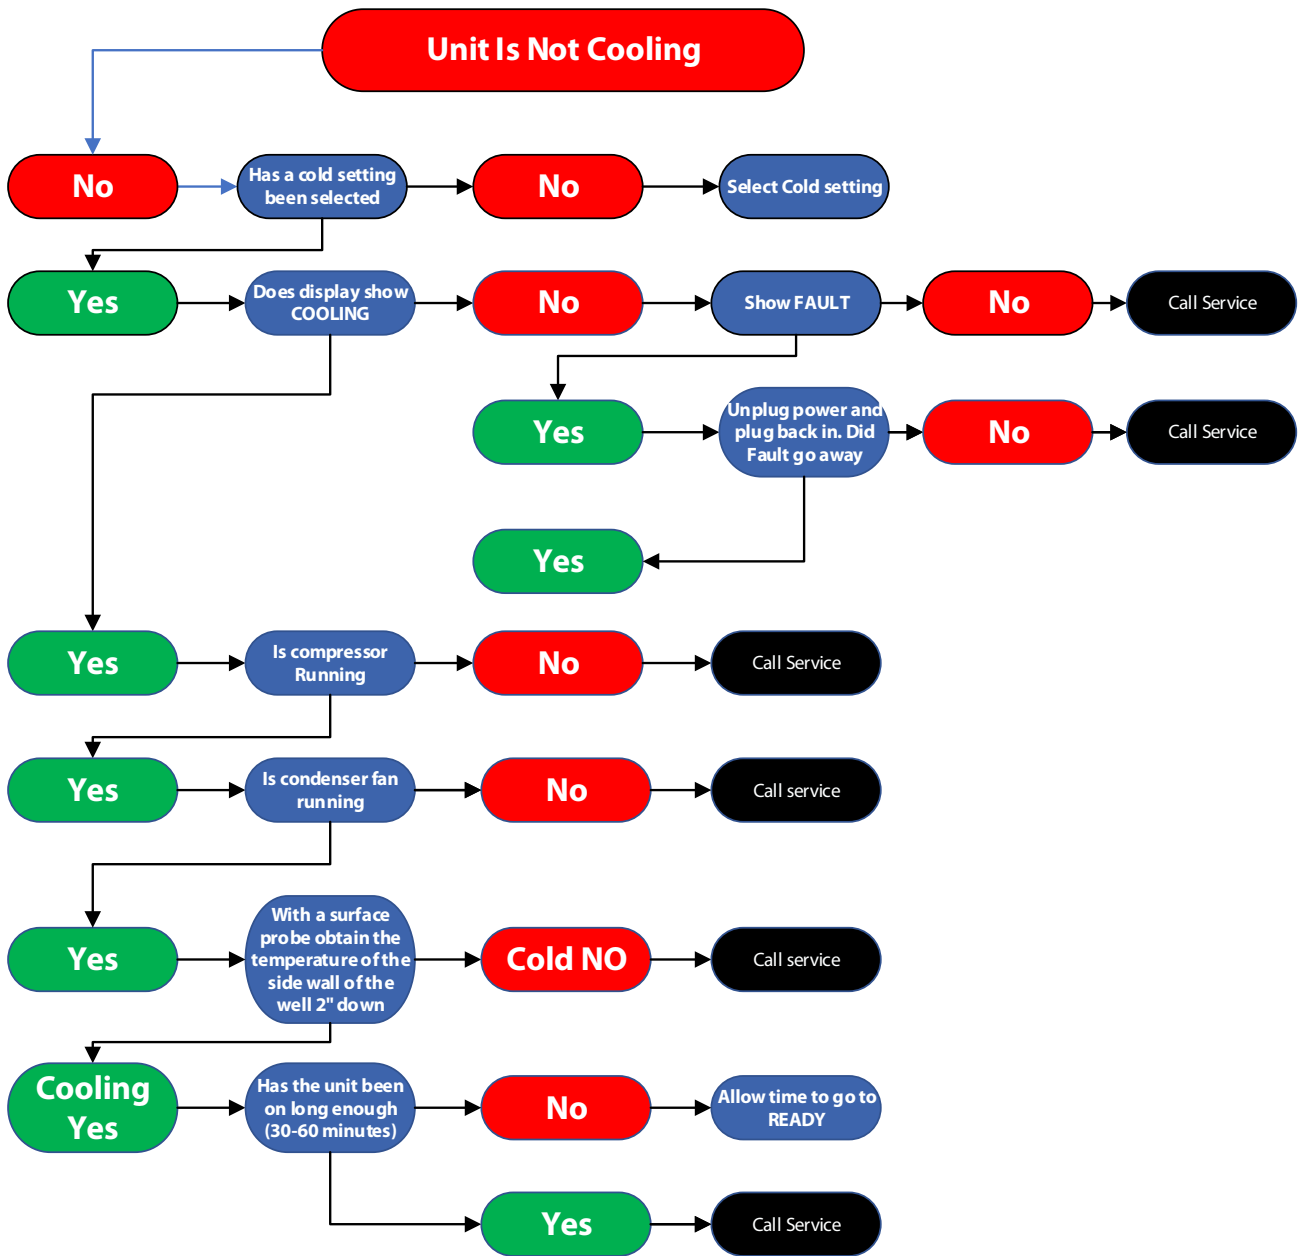 Unit Is Not Cooling
No
Has a cold setting
been selected
No
Select Cold setting
Yes
Does display show
COOLING
No
Show FAULT
No
Call Service
Yes
Unplug power and
plug back in. Did
Fault go away
No
Call Service
Yes
Yes
Is compressor
Running
No
Call Service
Yes
Is condenser fan
running
No
Call service
Yes
With a surface
probe obtain the
temperature of the
side wall of the
well 2" down
Cold NO
Call service
Cooling
Yes
Has the unit been
on long enough
(30-60 minutes)
No
Allow time to go to
READY
Yes
Call Service